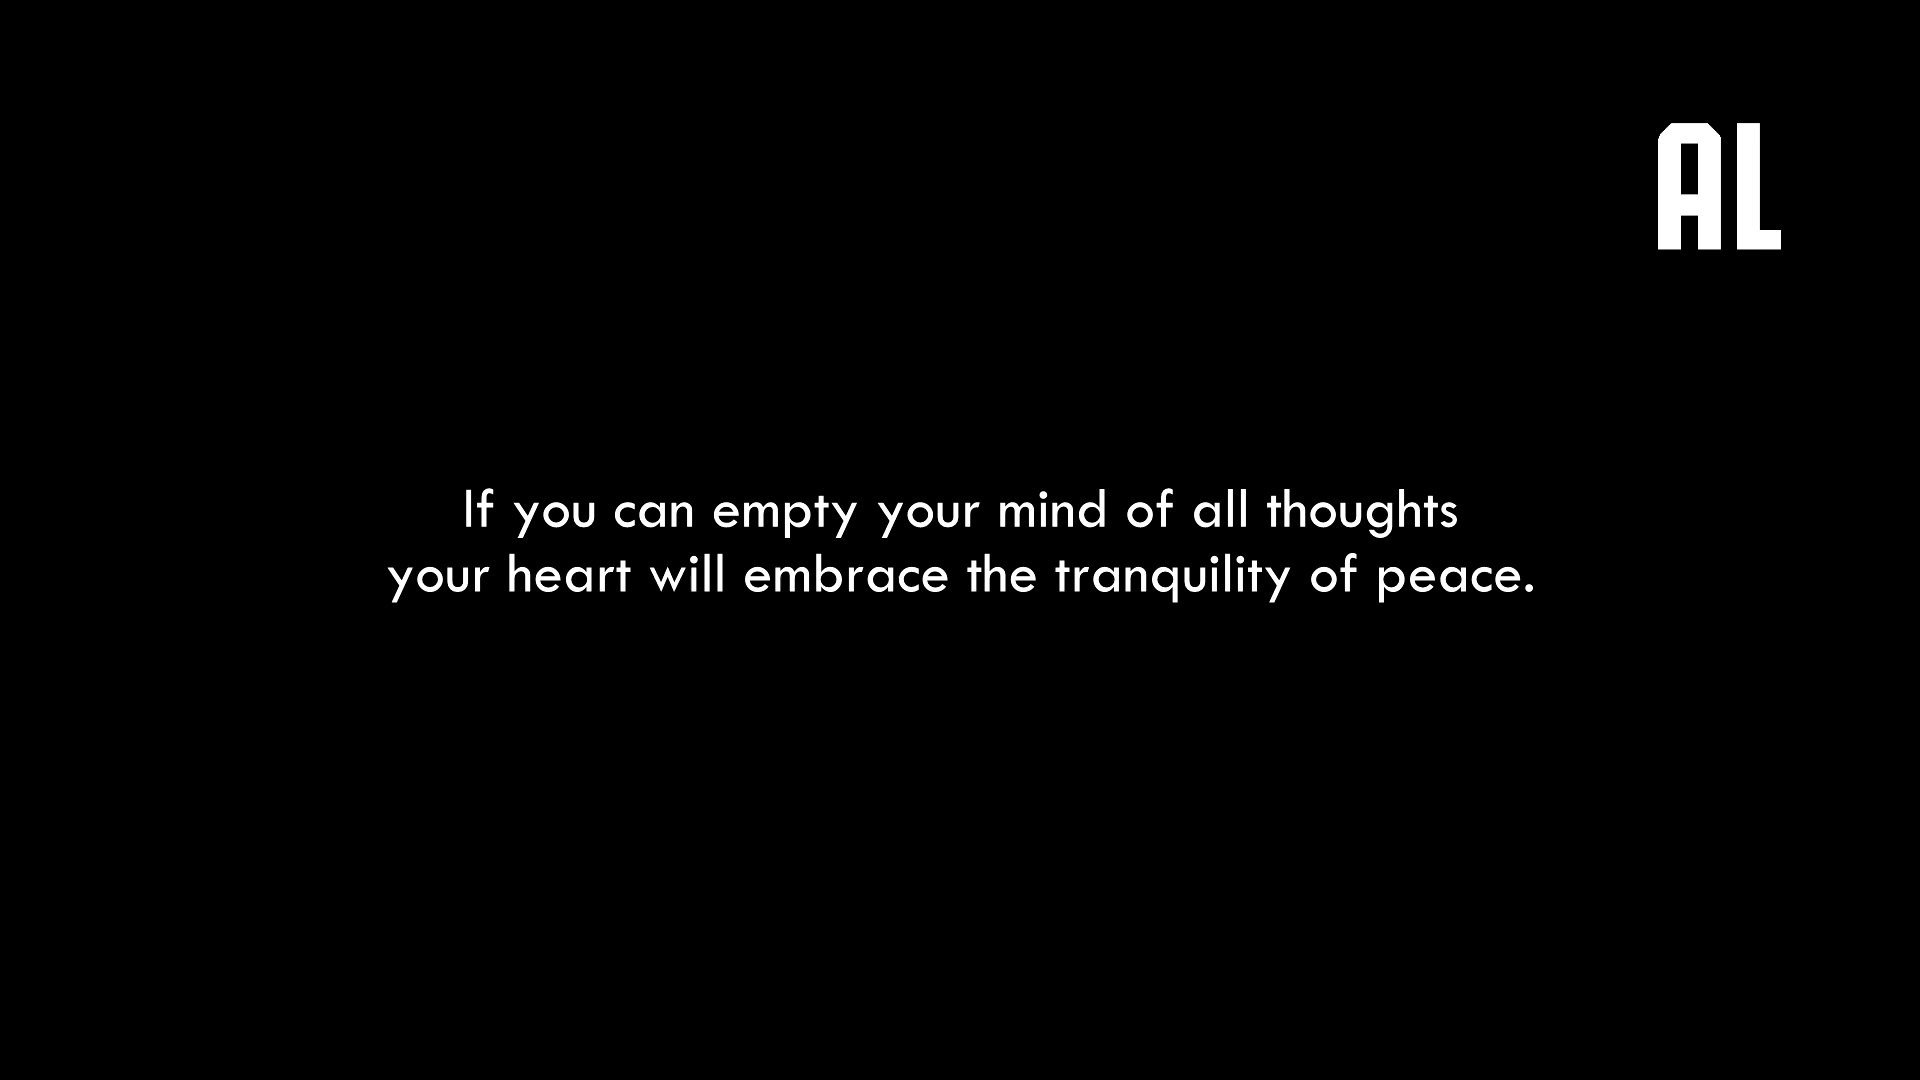 AL
If you can empty your mind of all thoughts
your heart will embrace the tranquility of peace.